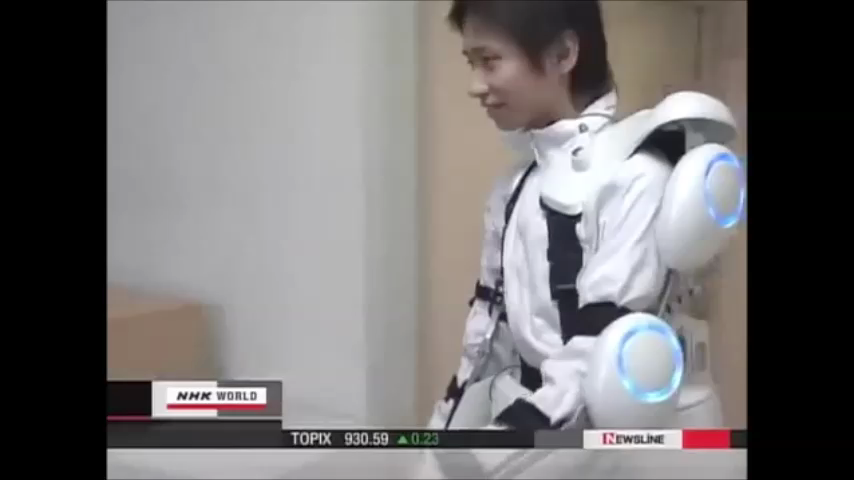 NHK WORLD
TOPIX 930.59 ▲0.23
NEWSLINE